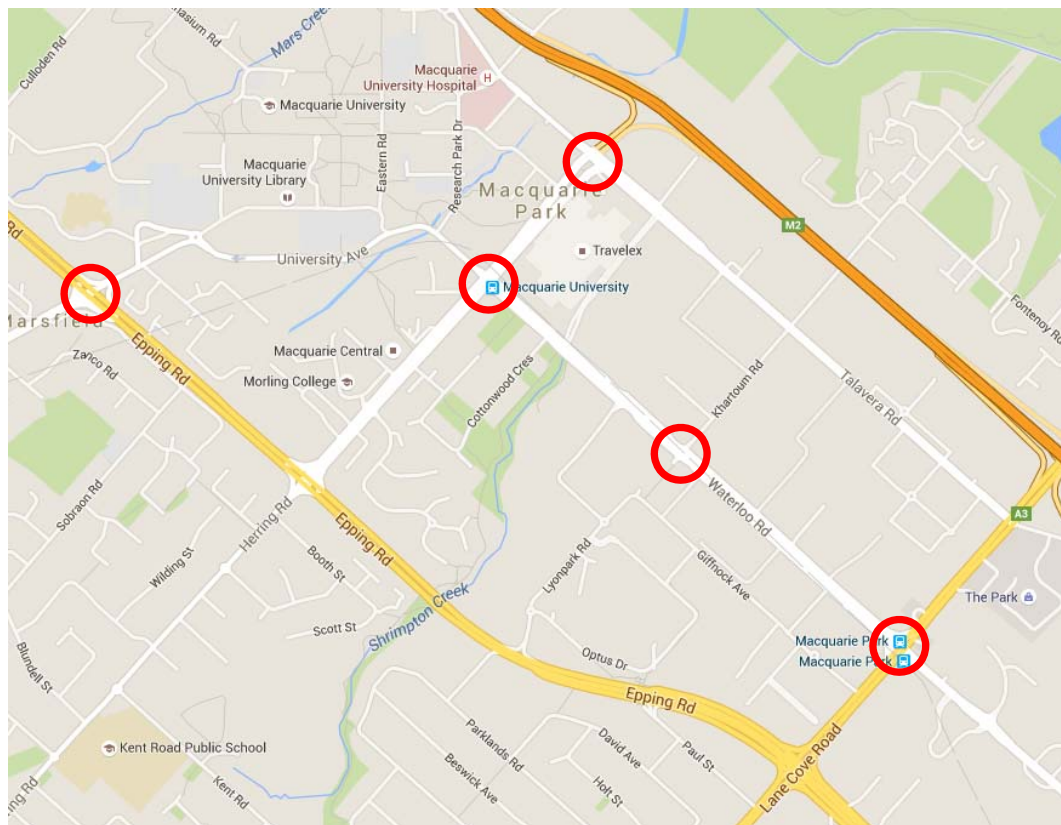 Culloden Rd
Mars Creek
Macquarie
University Hospital
H
Macquarie University
Eastern Rd
Research Park Dr
Macquarie
University Library
Macquarie
Park
M2
Rd
University Ave
Travelex
Macquarie University
Fontenoy Rd
Marsfield
Zanco Rd
Epping Rd
Macquarie Central
Morling College
Cottonwood Cres
Khartoum Rd
Talavera Rd
Sobraon Rd
Herring Rd
Epping Rd
Waterloo Rd
A3
Wilding St
Booth St
Lyonpark Rd
Giffnock Ave
The Park
Scott St
Shrimpton Creek
Macquarie Park
Macquarie Park
Blundell St
Optus Dr
Epping Rd
Kent Road Public School
Parklands Rd
David Ave
Paul St
Lane Cove Road
Beswick Ave
Kent Rd
Holt St
ng Rd